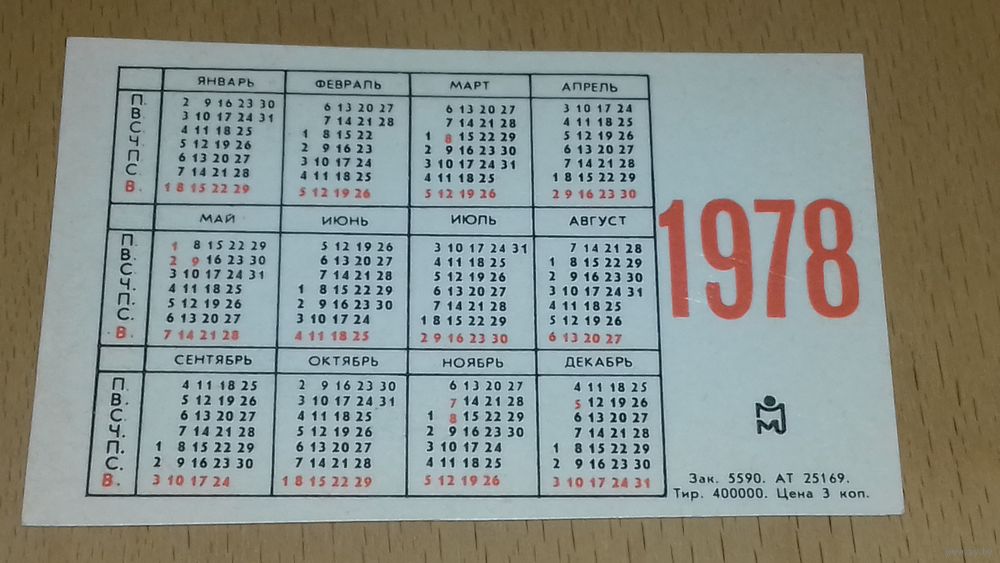 ЯНВАРЬ ФЕВРАЛЬ МАРТ АПРЕЛЬ
П. 2 9 16 23 30 6 13 20 27 6 13 20 27 3 10 17 24
В. 3 10 17 24 31 7 14 21 28 7 14 21 28 4 11 18 25
С. 4 11 18 25 1 8 15 22 1 8 15 22 29 5 12 19 26
Ч. 5 12 19 26 2 9 16 23 2 9 16 23 30 6 13 20 27
П. 6 13 20 27 3 10 17 24 3 10 17 24 31 7 14 21 28
С. 7 14 21 28 4 11 18 25 4 11 18 25 1 8 15 22 29
В. 1 8 15 22 29 5 12 19 26 5 12 19 26 2 9 16 23 30
МАЙ ИЮНЬ ИЮЛЬ АВГУСТ
П. 1 8 15 22 29 5 12 19 26 3 10 17 24 31 7 14 21 28
В. 2 9 16 23 30 6 13 20 27 4 11 18 25 1 8 15 22 29
С. 3 10 17 24 31 7 14 21 28 5 12 19 26 2 9 16 23 30
Ч. 4 11 18 25 1 8 15 22 29 6 13 20 27 3 10 17 24 31
П. 5 12 19 26 2 9 16 23 30 7 14 21 28 4 11 18 25
С. 6 13 20 27 3 10 17 24 1 8 15 22 29 5 12 19 26
В. 7 14 21 28 4 11 18 25 2 9 16 23 30 6 13 20 27
СЕНТЯБРЬ ОКТЯБРЬ НОЯБРЬ ДЕКАБРЬ
П. 4 11 18 25 2 9 16 23 30 6 13 20 27 4 11 18 25
В. 5 12 19 26 3 10 17 24 31 7 14 21 28 5 12 19 26
С. 6 13 20 27 4 11 18 25 1 8 15 22 29 6 13 20 27
Ч. 7 14 21 28 5 12 19 26 2 9 16 23 30 7 14 21 28
П. 1 8 15 22 29 6 13 20 27 3 10 17 24 1 8 15 22 29
С. 2 9 16 23 30 7 14 21 28 4 11 18 25 2 9 16 23 30
В. 3 10 17 24 1 8 15 22 29 5 12 19 26 3 10 17 24 31
1978
Зак. 5590. АТ 25169.
Тир. 400000. Цена 3 коп.